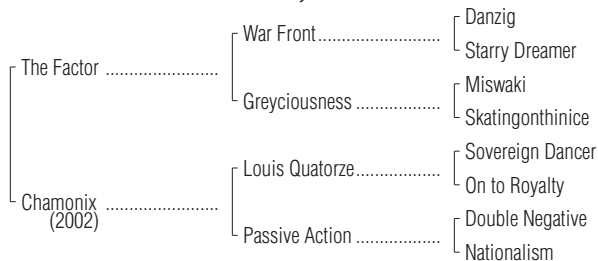 Danzig
War Front
Starry Dreamer
The Factor
Miswaki
Greyciousness
Skatingonthinice
Sovereign Dancer
Louis Quatorze
On to Royalty
Chamonix
(2002)
Double Negative
Passive Action
Nationalism